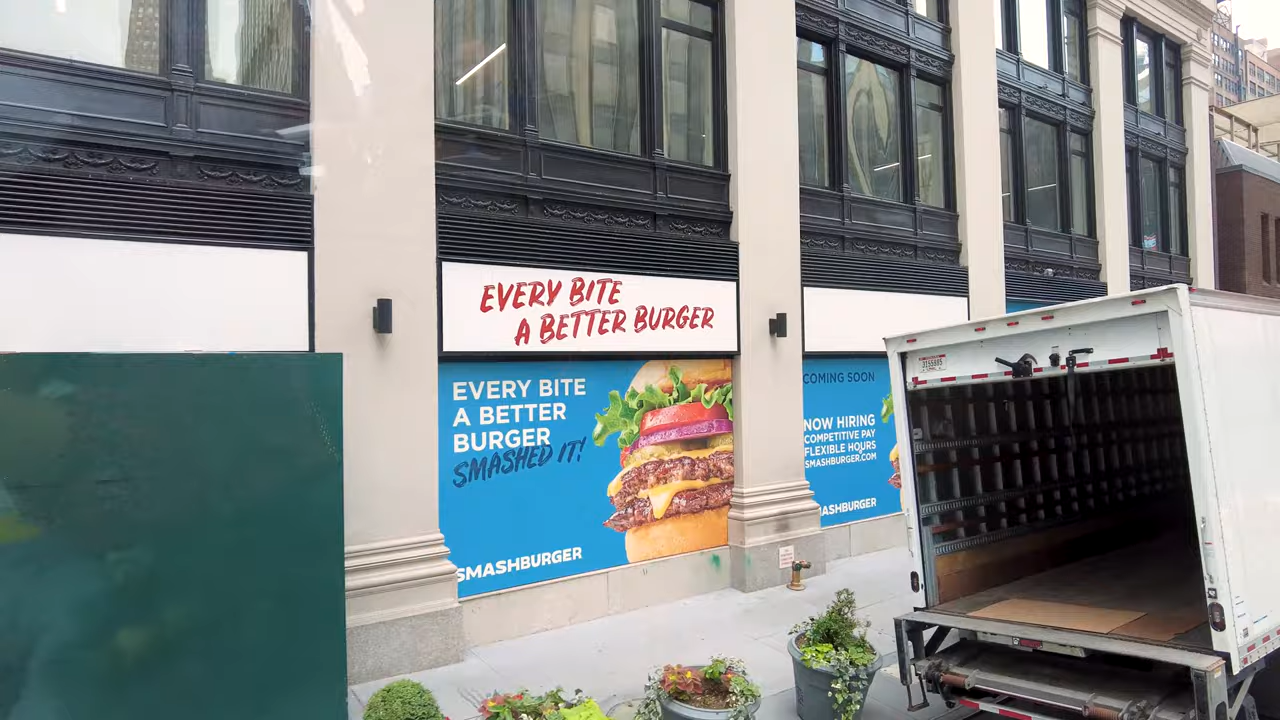 EVERY BITE
A BETTER BURGER
EVERY BITE
A BETTER
BURGER
SMASHED IT!
SMASHBURGER
COMING SOON
NOW HIRING
COMPETITIVE PAY
FLEXIBLE HOURS
SMASHBURGER.COM
SMASHBURGER